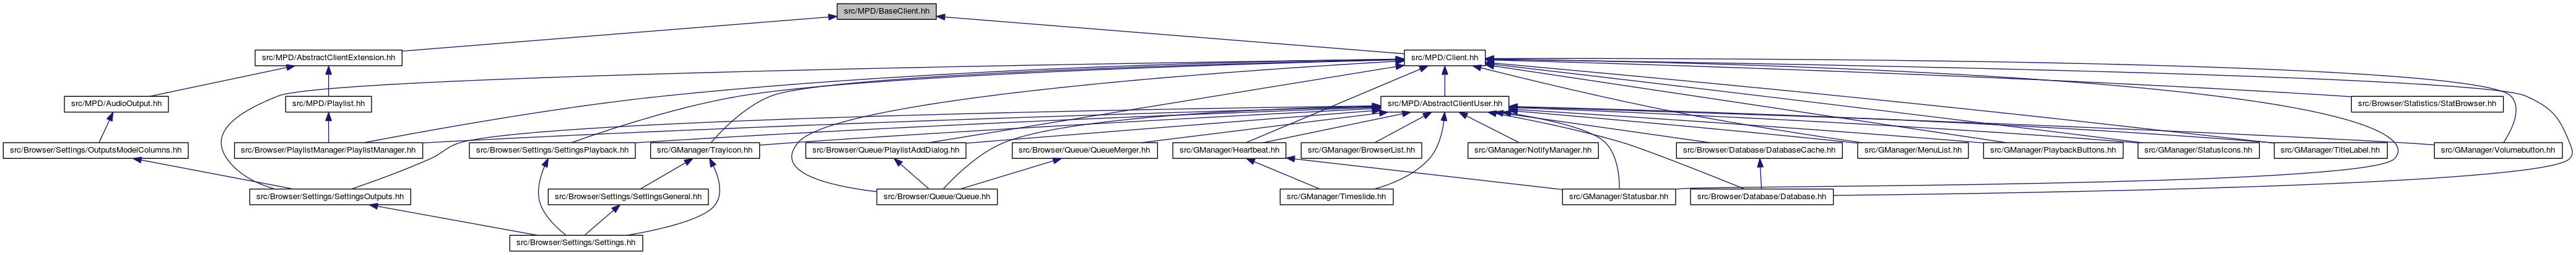 src/MPD/BaseClient.hh
src/MPD/AbstractClientExtension.hh
src/MPD/Client.hh
src/MPD/AudioOutput.hh
src/MPD/Playlist.hh
src/MPD/AbstractClientUser.hh
src/Browser/Statistics/StatBrowser.hh
src/Browser/Settings/OutputsModelColumns.hh
src/Browser/PlaylistManager/PlaylistManager.hh
src/Browser/Settings/SettingsPlayback.hh
src/GManager/Trayicon.hh
src/Browser/Queue/PlaylistAddDialog.hh
src/Browser/Queue/QueueMerger.hh
src/GManager/Heartbeat.hh
src/GManager/BrowserList.hh
src/GManager/NotifyManager.hh
src/Browser/Database/DatabaseCache.hh
src/GManager/MenuList.hh
src/GManager/PlaybackButtons.hh
src/GManager/StatusIcons.hh
src/GManager/TitleLabel.hh
src/GManager/Volumebutton.hh
src/Browser/Settings/SettingsOutputs.hh
src/Browser/Settings/SettingsGeneral.hh
src/Browser/Queue/Queue.hh
src/GManager/Timeslide.hh
src/GManager/Statusbar.hh
src/Browser/Database/Database.hh
src/Browser/Settings/Settings.hh